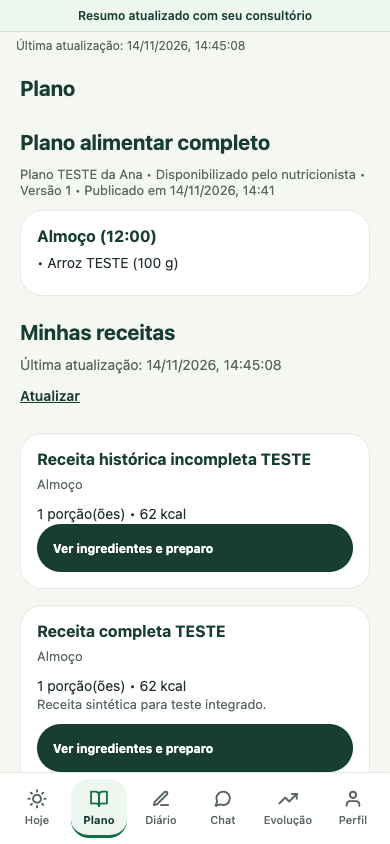 Resumo atualizado com seu consultório
Última atualização: 14/11/2026, 14:45:08
Plano
Plano alimentar completo
Plano TESTE da Ana • Disponibilizado pelo nutricionista •
Versão 1 • Publicado em 14/11/2026, 14:41
Almoço (12:00)
• Arroz TESTE (100 g)
Minhas receitas
Última atualização: 14/11/2026, 14:45:08
Atualizar
Receita histórica incompleta TESTE
Almoço
1 porção(ões) • 62 kcal
Ver ingredientes e preparo
Receita completa TESTE
Almoço
1 porção(ões) • 62 kcal
Receita sintética para teste integrado.
Ver ingredientes e preparo
Hoje Plano Diário Chat Evolução Perfil